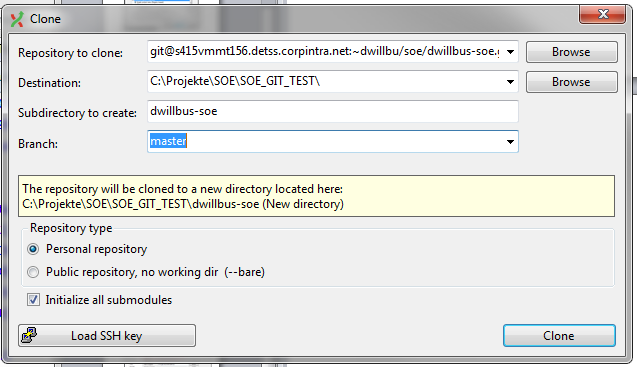 Clone
Repository to clone: git@s415vmmt156.detss.corpintra.net:~dwillbu/soe/dwillbus-soe.g Browse
Destination: C:\Projekte\SOE\SOE_GIT_TEST\ Browse
Subdirectory to create: dwillbus-soe
Branch: master
The repository will be cloned to a new directory located here:
C:\Projekte\SOE\SOE_GIT_TEST\dwillbus-soe (New directory)
Repository type
Personal repository
Public repository, no working dir (--bare)
Initialize all submodules
Load SSH key Clone